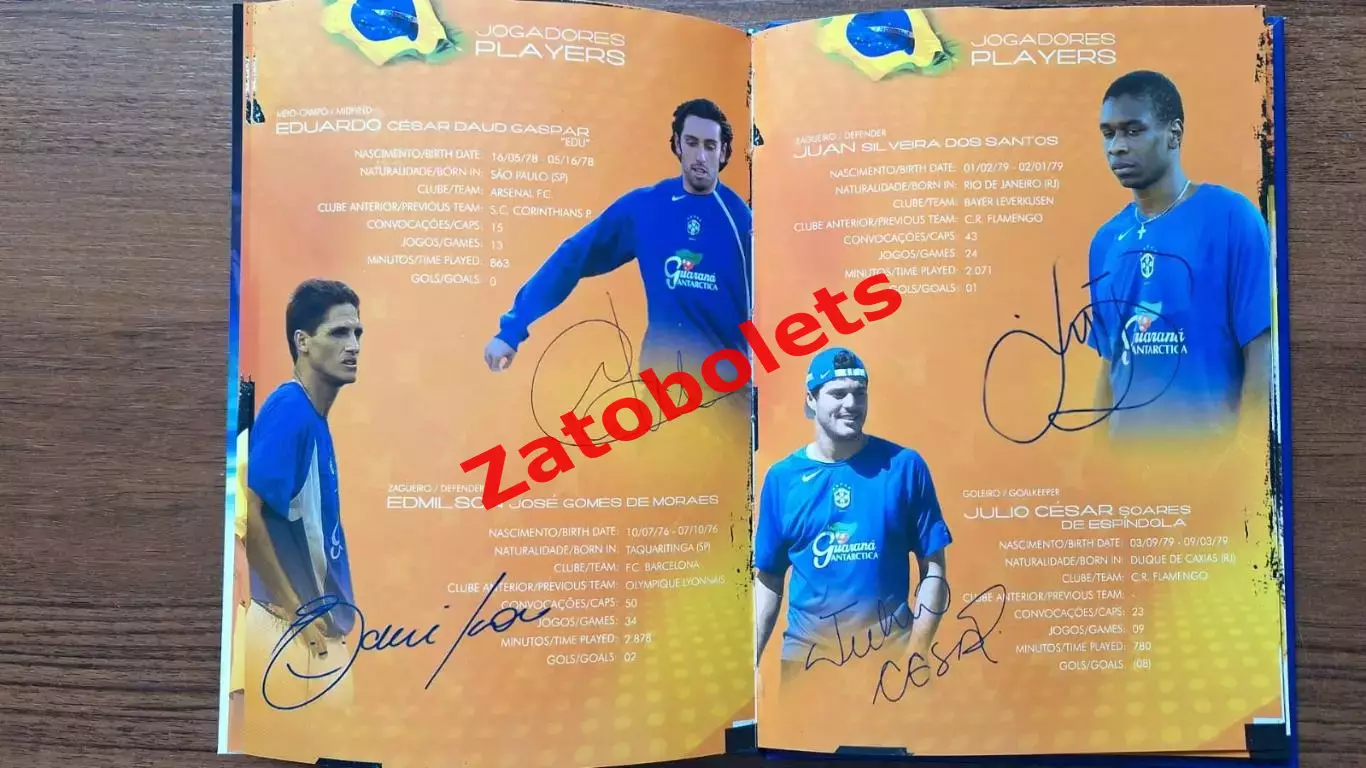 JOGADORES
PLAYERS
MEIO-CAMPO / MIDFIELD
EDUARDO CÉSAR DAUD GASPAR
"EDU"
NASCIMENTO/BIRTH DATE: 16/05/78 - 05/16/78
NATURALIDADE/BORN IN: SÃO PAULO (SP)
CLUBE/TEAM: ARSENAL F.C.
CLUBE ANTERIOR/PREVIOUS TEAM: S.C. CORINTHIANS P.
CONVOCAÇÕES/CAPS: 15
JOGOS/GAMES: 13
MINUTOS/TIME PLAYED: 863
GOLS/GOALS: 0
Guaraná
ANTARCTICA
ZAGUEIRO / DEFENDER
EDMILSON JOSÉ GOMES DE MORAES
NASCIMENTO/BIRTH DATE: 10/07/76 - 07/10/76
NATURALIDADE/BORN IN: TAQUARITINGA (SP)
CLUBE/TEAM: F.C. BARCELONA
CLUBE ANTERIOR/PREVIOUS TEAM: OLYMPIQUE LYONNAIS
CONVOCAÇÕES/CAPS: 50
JOGOS/GAMES: 34
MINUTOS/TIME PLAYED: 2.878
GOLS/GOALS: 02
JOGADORES
PLAYERS
ZAGUEIRO / DEFENDER
JUAN SILVEIRA DOS SANTOS
NASCIMENTO/BIRTH DATE: 01/02/79 - 02/01/79
NATURALIDADE/BORN IN: RIO DE JANEIRO (RJ)
CLUBE/TEAM: BAYER LEVERKUSEN
CLUBE ANTERIOR/PREVIOUS TEAM: C.R. FLAMENGO
CONVOCAÇÕES/CAPS: 43
JOGOS/GAMES: 24
MINUTOS/TIME PLAYED: 2.071
GOLS/GOALS: 01
Guaraná
ANTARCTICA
GOLEIRO / GOALKEEPER
JULIO CÉSAR SOARES
DE ESPÍNDOLA
NASCIMENTO/BIRTH DATE: 03/09/79 - 09/03/79
NATURALIDADE/BORN IN: DUQUE DE CAXIAS (RJ)
CLUBE/TEAM: C.R. FLAMENGO
CLUBE ANTERIOR/PREVIOUS TEAM: -
CONVOCAÇÕES/CAPS: 23
JOGOS/GAMES: 09
MINUTOS/TIME PLAYED: 780
GOLS/GOALS: (08)
Guaraná
ANTARCTICA
Julio
CESAR
Zatobolets